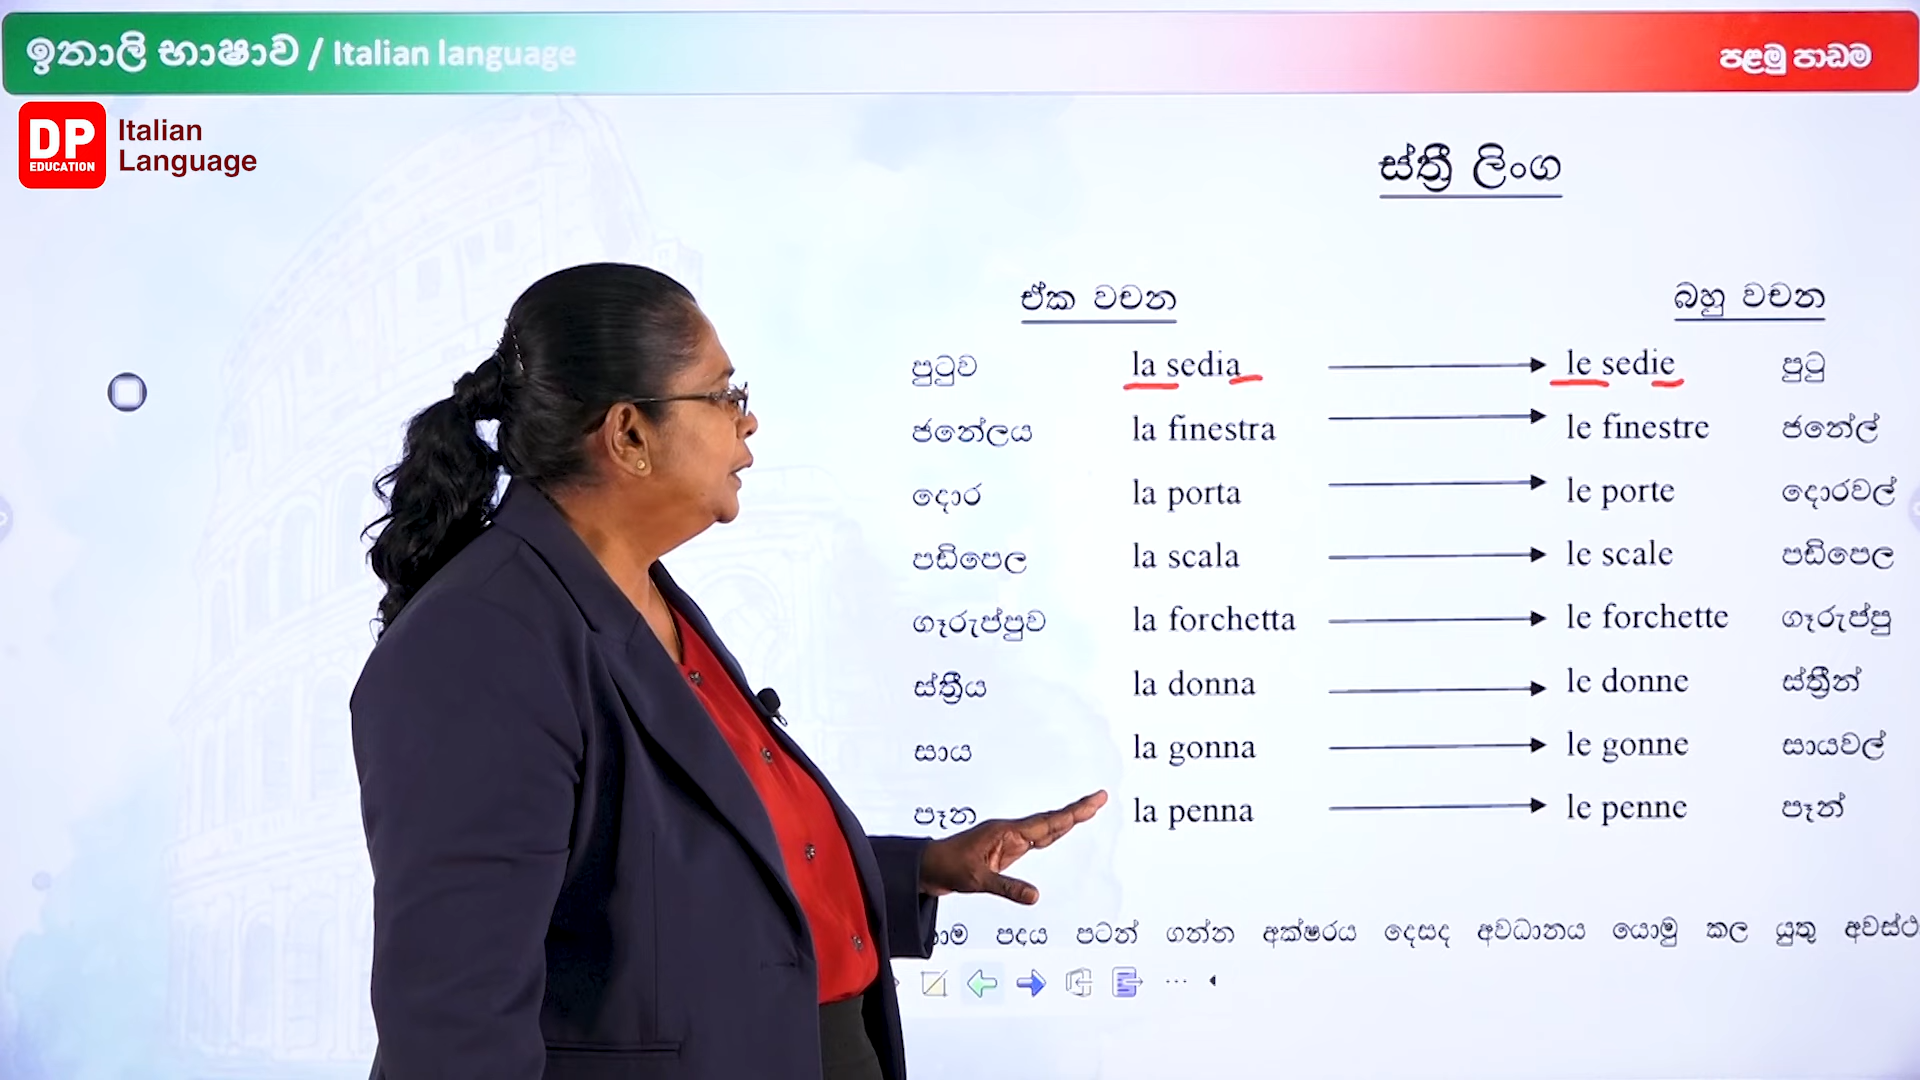 ඉතාලි භාෂාව / Italian language
පළමු පාඩම
DP
EDUCATION
Italian
Language
ස්ත්‍රී ලිංග
ඒක වචන
බහු වචන
පුටුව la sedia le sedie පුටු
ජනේලය la finestra le finestre ජනේල්
දොර la porta le porte දොරවල්
පඩිපෙල la scala le scale පඩිපෙල
ගෑරුප්පුව la forchetta le forchette ගෑරුප්පු
ස්ත්‍රීය la donna le donne ස්ත්‍රීන්
සාය la gonna le gonne සායවල්
පෑන la penna le penne පෑන්
පදය පටන් ගන්න අක්ෂරය දෙසද අවධානය යොමු කල යුතු